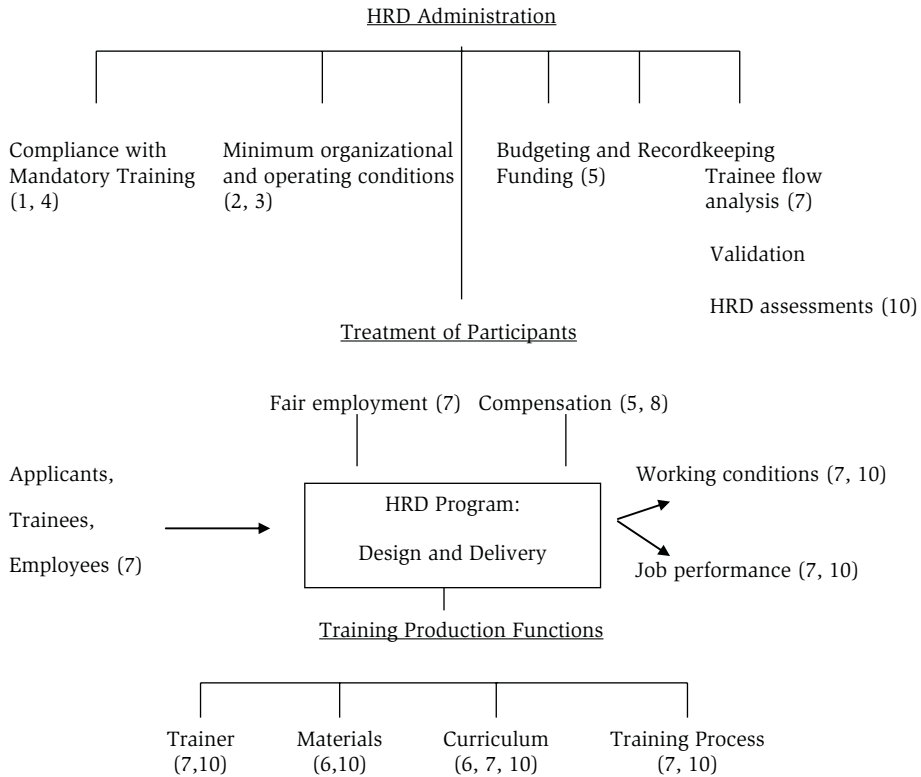 HRD Administration
Compliance with
Mandatory Training
(1, 4)
Minimum organizational
and operating conditions
(2, 3)
Budgeting and Recordkeeping
Funding (5)
Trainee flow
analysis (7)
Validation
HRD assessments (10)
Treatment of Participants
Fair employment (7)
Compensation (5, 8)
Applicants,
Trainees,
Employees (7)
HRD Program:
Design and Delivery
Working conditions (7, 10)
Job performance (7, 10)
Training Production Functions
Trainer
(7,10)
Materials
(6,10)
Curriculum
(6, 7, 10)
Training Process
(7, 10)